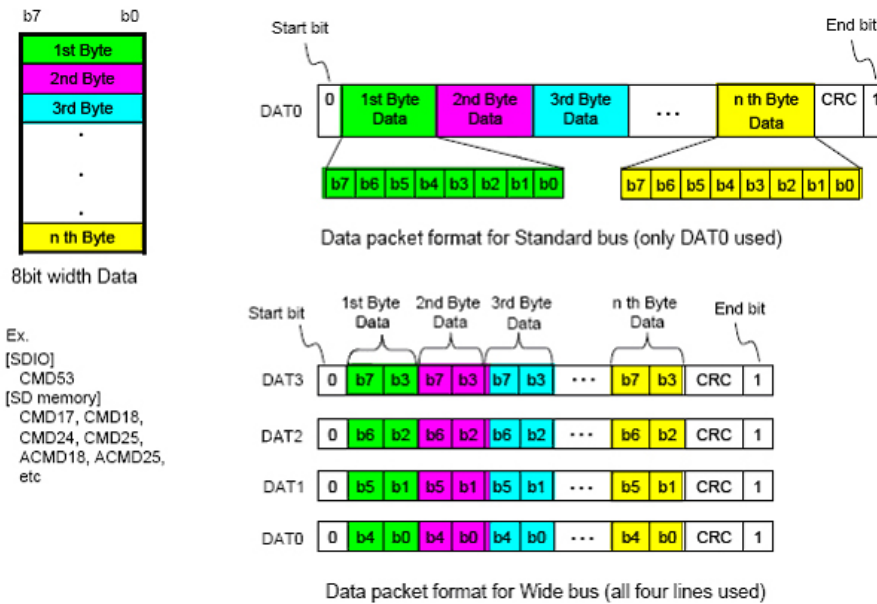 b7 b0
1st Byte
2nd Byte
3rd Byte
.
.
.
n th Byte
8bit width Data
Ex.
[SDIO]
CMD53
[SD memory]
CMD17, CMD18,
CMD24, CMD25,
ACMD18, ACMD25,
etc
Start bit
End bit
DAT0 0 1st Byte Data 2nd Byte Data 3rd Byte Data ... n th Byte Data CRC 1
b7 b6 b5 b4 b3 b2 b1 b0
b7 b6 b5 b4 b3 b2 b1 b0
Data packet format for Standard bus (only DAT0 used)
Start bit
1st Byte Data
2nd Byte Data
3rd Byte Data
n th Byte Data
End bit
DAT3 0 b7 b3 b7 b3 b7 b3 ... b7 b3 CRC 1
DAT2 0 b6 b2 b6 b2 b6 b2 ... b6 b2 CRC 1
DAT1 0 b5 b1 b5 b1 b5 b1 ... b5 b1 CRC 1
DAT0 0 b4 b0 b4 b0 b4 b0 ... b4 b0 CRC 1
Data packet format for Wide bus (all four lines used)